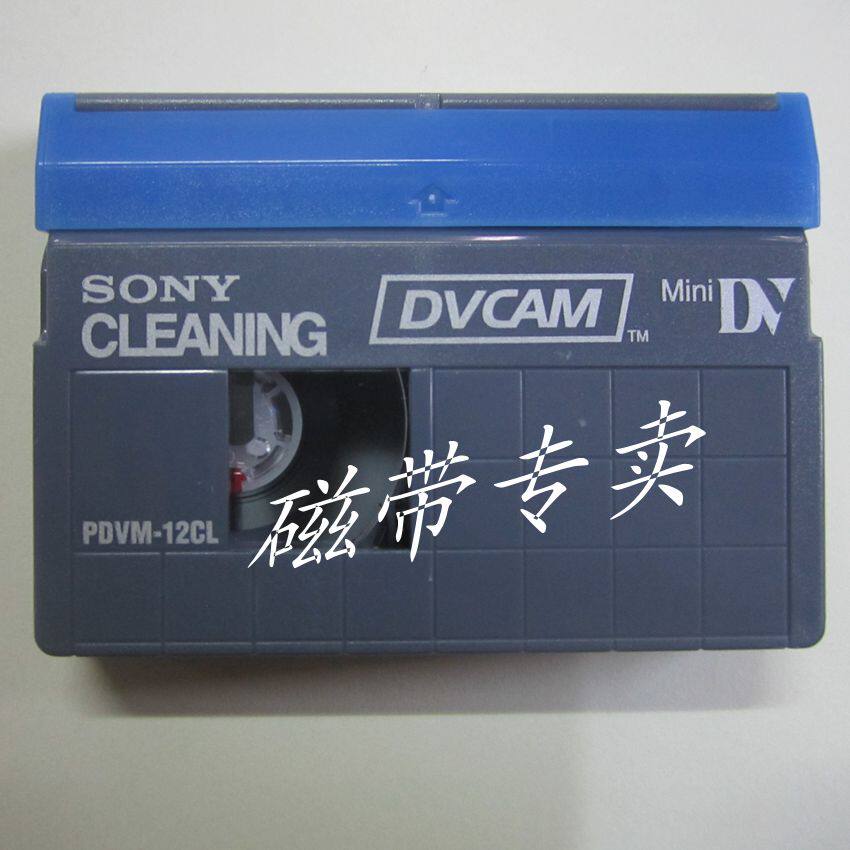 SONY
CLEANING
DVCAM
TM
Mini DV
PDVM-12CL
磁带专卖